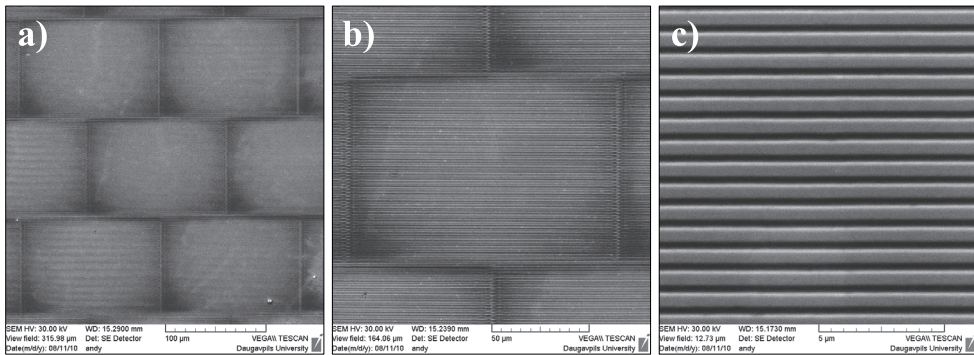 a)
SEM HV: 30.00 kV WD: 15.2900 mm
View field: 315.98 µm Det: SE Detector 100 µm VEGA\\ TESCAN
Date(m/d/y): 08/11/10 andy Daugavpils University
b)
SEM HV: 30.00 kV WD: 15.2390 mm
View field: 164.06 µm Det: SE Detector 50 µm VEGA\\ TESCAN
Date(m/d/y): 08/11/10 andy Daugavpils University
c)
SEM HV: 30.00 kV WD: 15.1730 mm
View field: 12.73 µm Det: SE Detector 5 µm VEGA\\ TESCAN
Date(m/d/y): 08/11/10 andy Daugavpils University